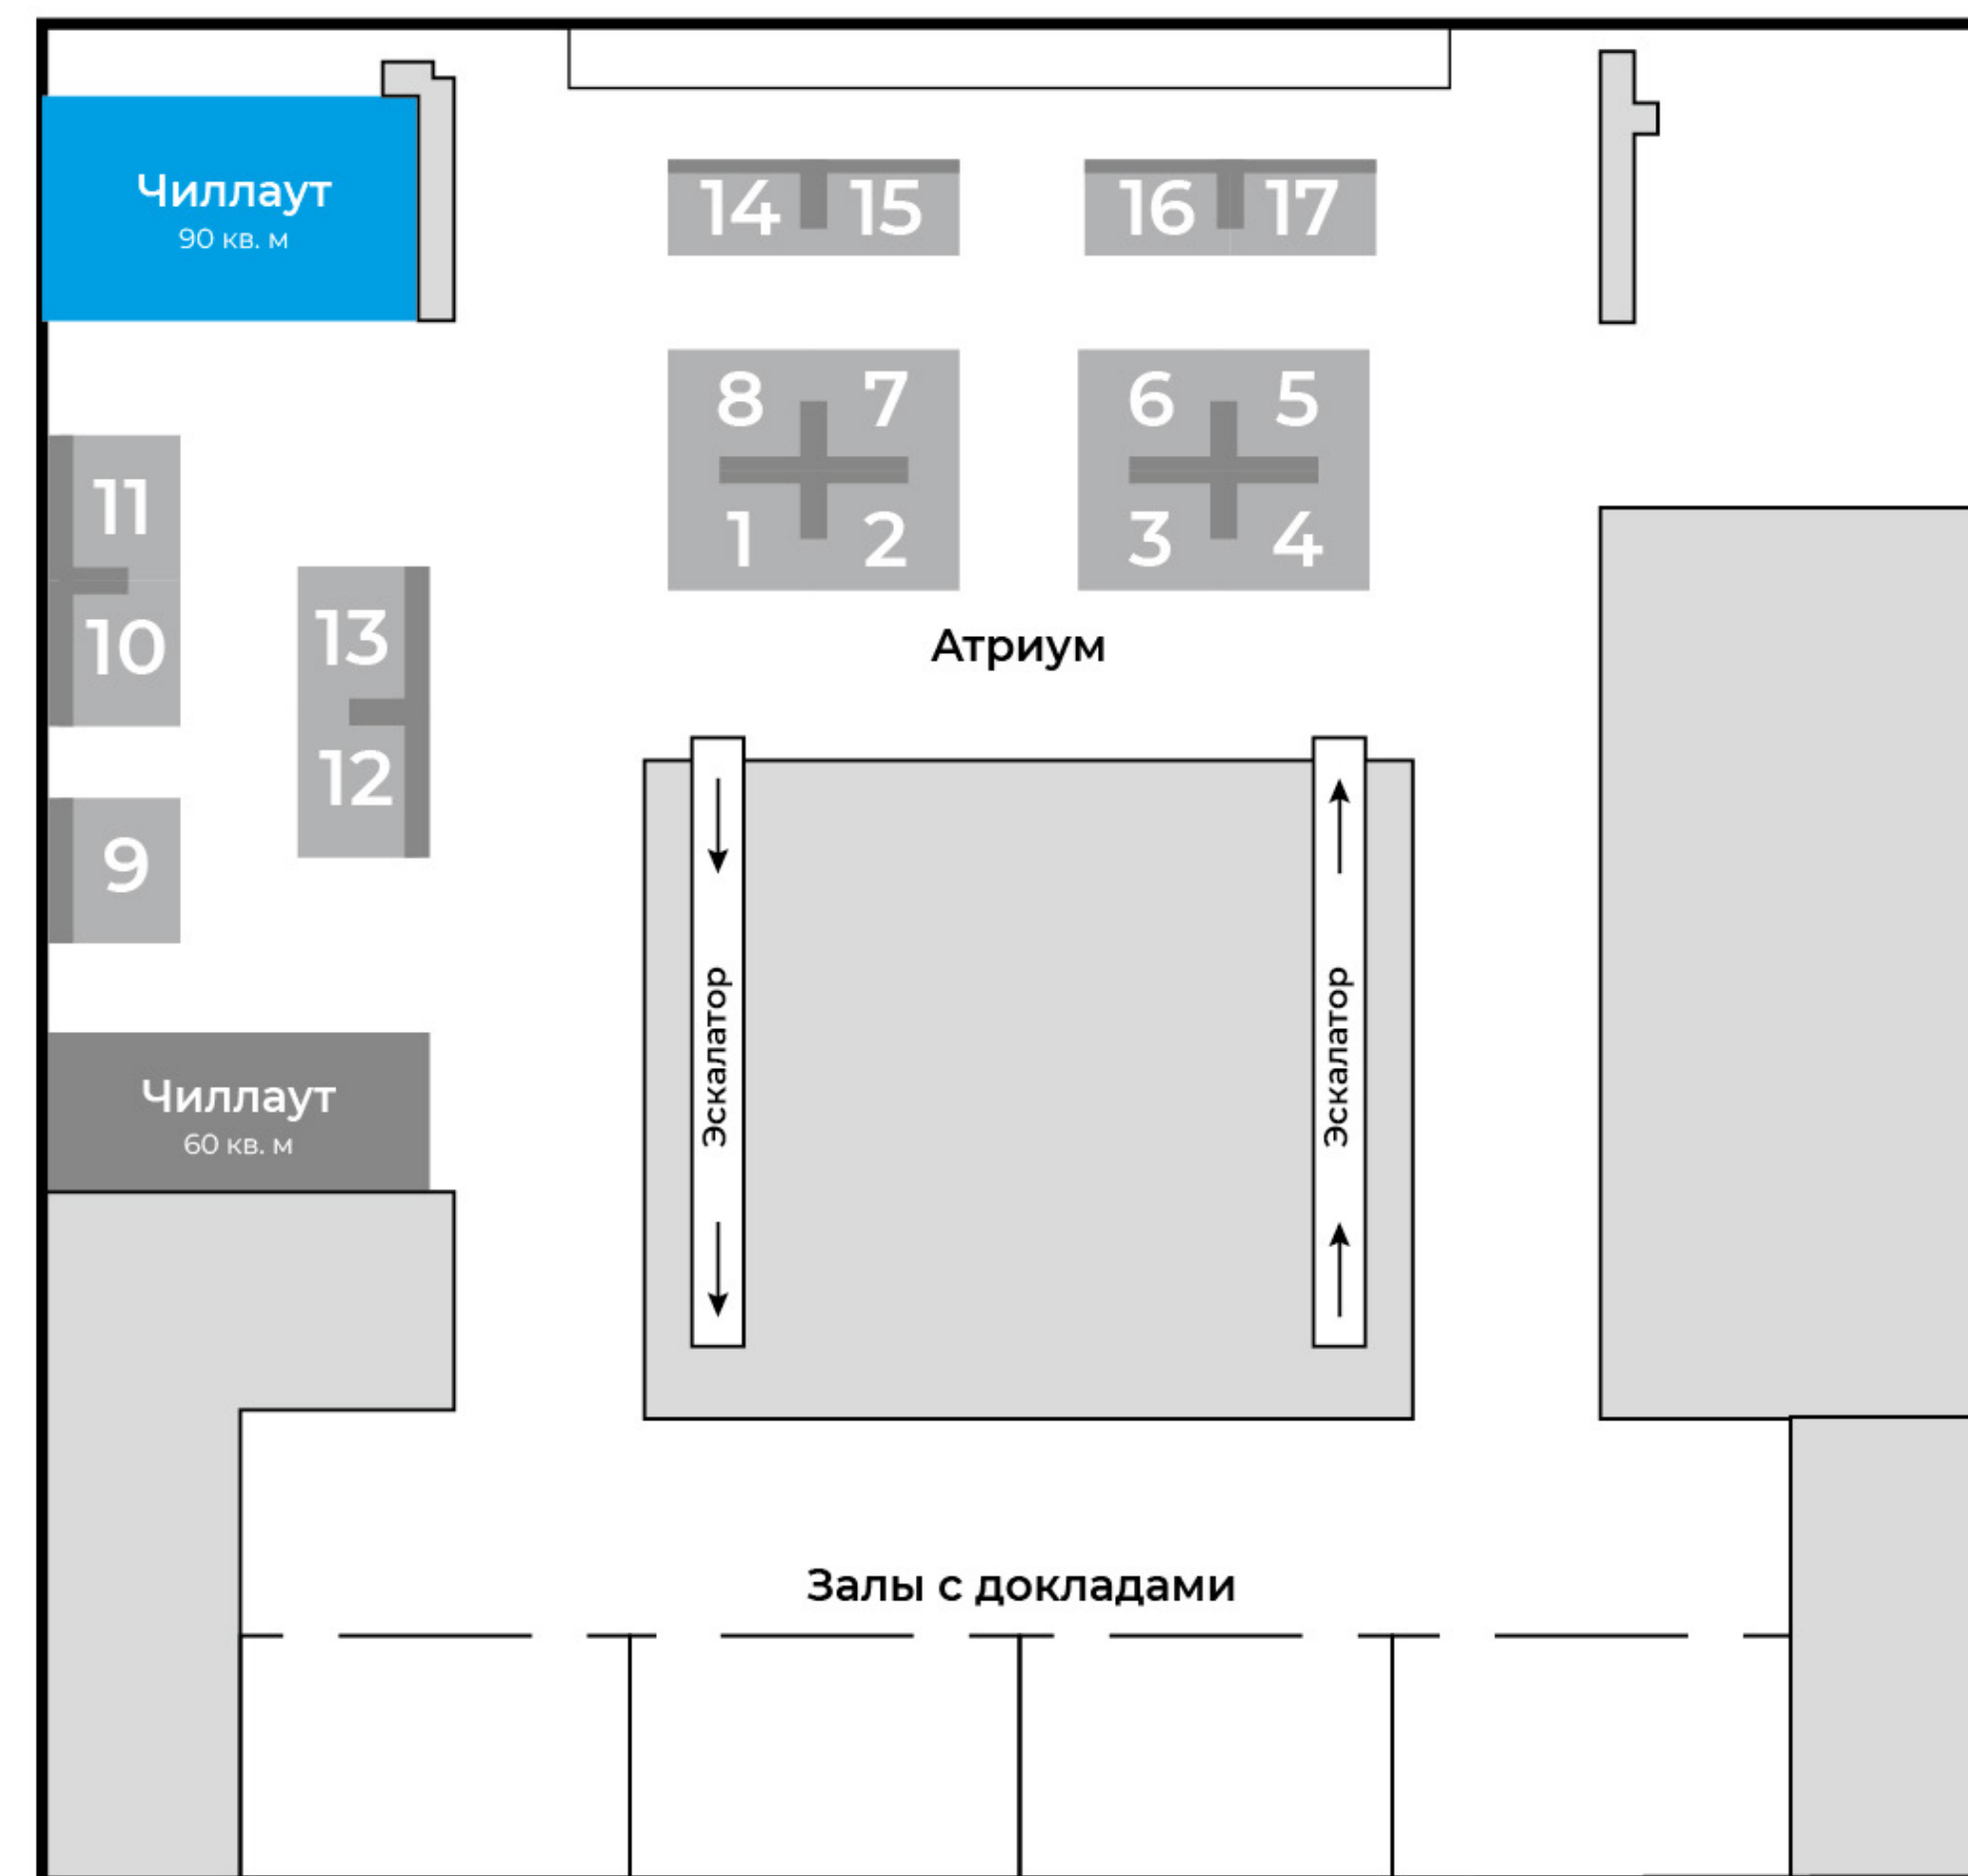 Чиллаут
90 кв. м
14 15 16 17
8 7 6 5
1 2 3 4
11
10
13
12
9
Атриум
Эскалатор
Эскалатор
Чиллаут
60 кв. м
Залы с докладами